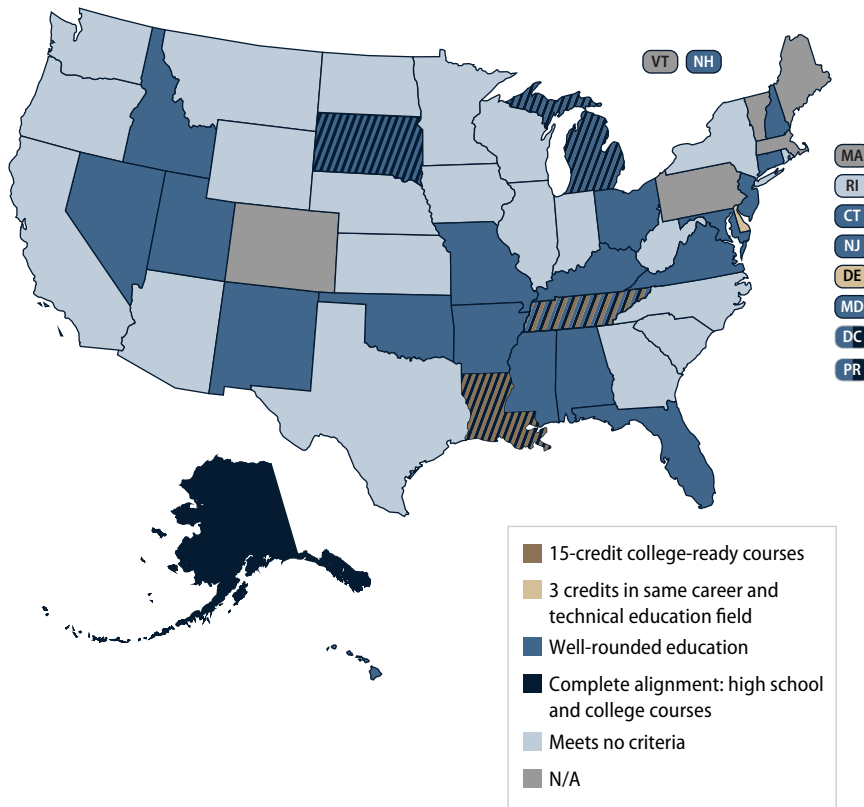 VT NH
MA
RI
CT
NJ
DE
MD
DC
PR
15-credit college-ready courses
3 credits in same career and
technical education field
Well-rounded education
Complete alignment: high school
and college courses
Meets no criteria
N/A